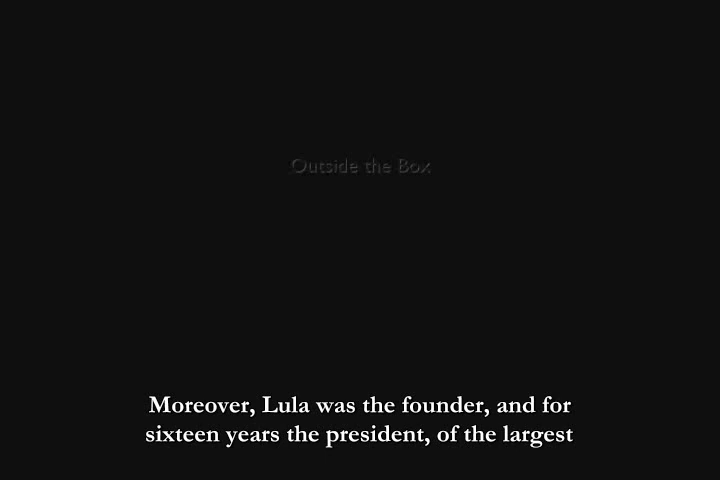 Outside the Box
Moreover, Lula was the founder, and for
sixteen years the president, of the largest